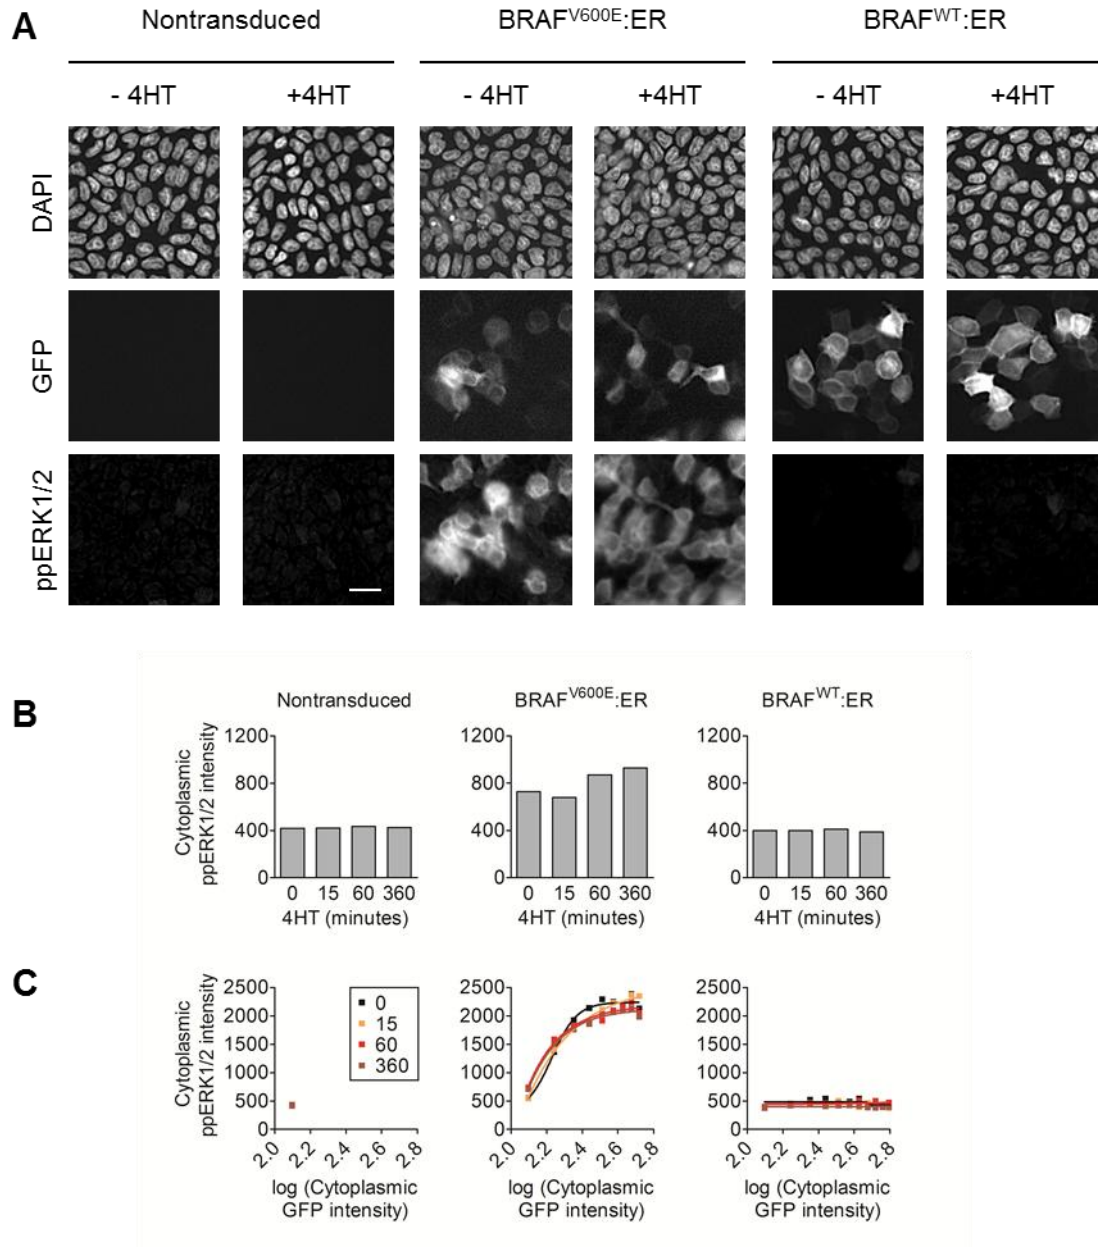 A
Nontransduced BRAFV600E:ER BRAFWT:ER
- 4HT +4HT - 4HT +4HT - 4HT +4HT
DAPI
GFP
ppERK1/2
B
Nontransduced BRAFV600E:ER BRAFWT:ER
Cytoplasmic
ppERK1/2 intensity
1200 1200 1200
800 800 800
400 400 400
0 0 0
0 15 60 360 0 15 60 360 0 15 60 360
4HT (minutes) 4HT (minutes) 4HT (minutes)
C
Cytoplasmic
ppERK1/2 intensity
2500 2500 2500
2000 2000 2000
1500 1500 1500
1000 1000 1000
500 500 500
0 0 0
0
15
60
360
2.0 2.2 2.4 2.6 2.8 2.0 2.2 2.4 2.6 2.8 2.0 2.2 2.4 2.6 2.8
log (Cytoplasmic log (Cytoplasmic log (Cytoplasmic
GFP intensity) GFP intensity) GFP intensity)